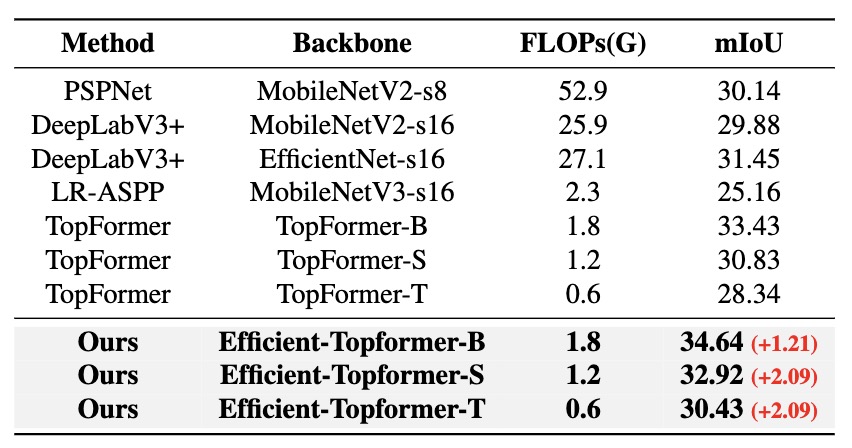 Method Backbone FLOPs(G) mIoU
PSPNet MobileNetV2-s8 52.9 30.14
DeepLabV3+ MobileNetV2-s16 25.9 29.88
DeepLabV3+ EfficientNet-s16 27.1 31.45
LR-ASPP MobileNetV3-s16 2.3 25.16
TopFormer TopFormer-B 1.8 33.43
TopFormer TopFormer-S 1.2 30.83
TopFormer TopFormer-T 0.6 28.34
Ours Efficient-Topformer-B 1.8 34.64 (+1.21)
Ours Efficient-Topformer-S 1.2 32.92 (+2.09)
Ours Efficient-Topformer-T 0.6 30.43 (+2.09)